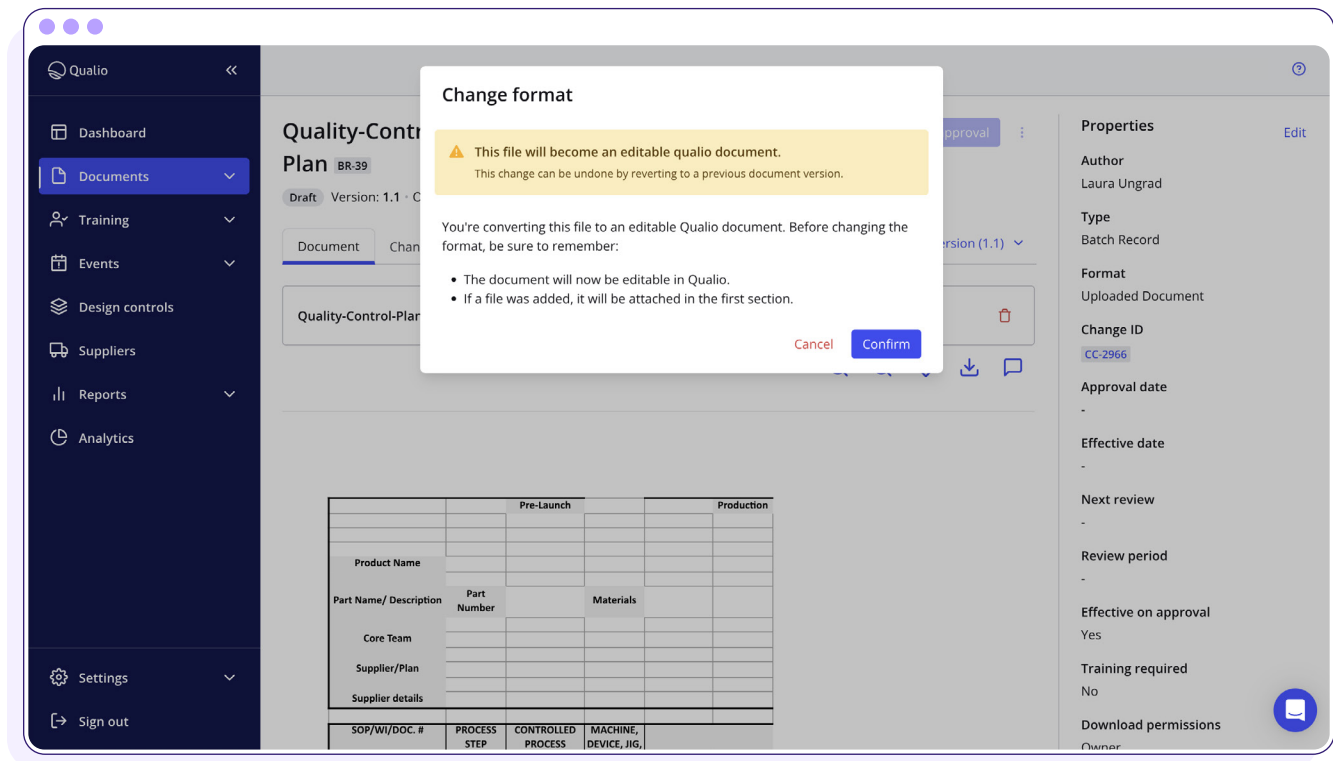 Qualio
Dashboard
Documents
Training
Events
Design controls
Suppliers
Reports
Analytics
Settings
Sign out
Plan BR-39
Draft Version: 1.1
Document
(1.1)
Change format
This file will become an editable qualio document.
This change can be undone by reverting to a previous document version.
You're converting this file to an editable Qualio document. Before changing the
format, be sure to remember:
• The document will now be editable in Qualio.
• If a file was added, it will be attached in the first section.
Cancel Confirm
Pre-Launch Production
Product Name
Part Name/ Description Part Number Materials
Core Team
Supplier/Plan
Supplier details
SOP/WI/DOC. # PROCESS STEP CONTROLLED PROCESS MACHINE, DEVICE, JIG,
Properties Edit
Author
Laura Ungrad
Type
Batch Record
Format
Uploaded Document
Change ID
CC-2966
Approval date
-
Effective date
-
Next review
-
Review period
-
Effective on approval
Yes
Training required
No
Download permissions
Owner